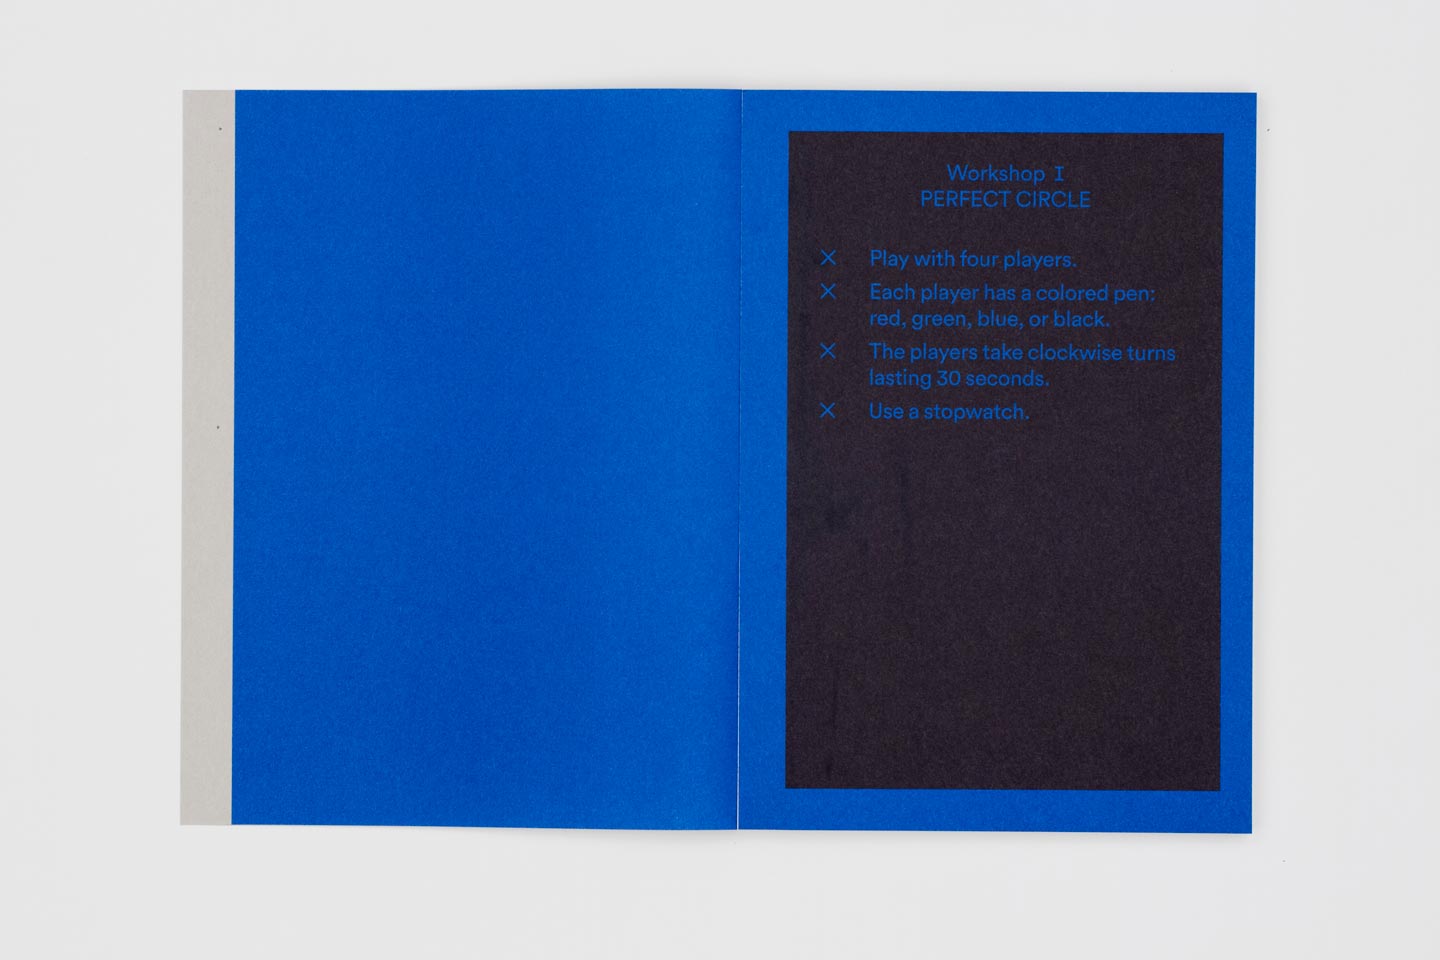 Workshop I
PERFECT CIRCLE
× Play with four players.
× Each player has a colored pen:
red, green, blue, or black.
× The players take clockwise turns
lasting 30 seconds.
× Use a stopwatch.